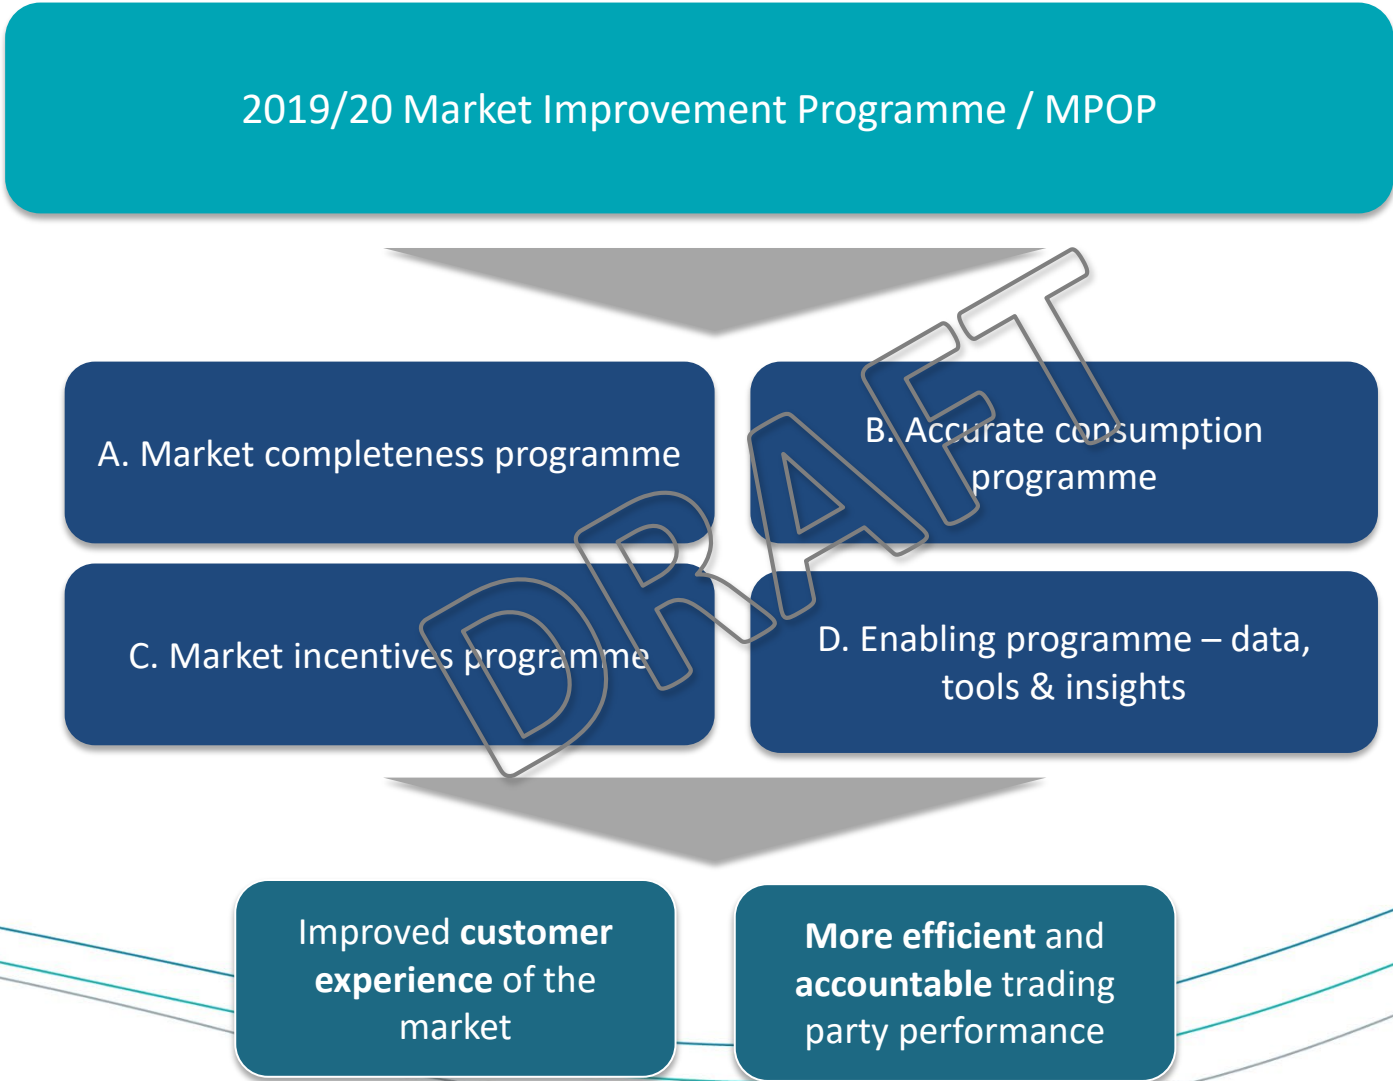 2019/20 Market Improvement Programme / MPOP
A. Market completeness programme
B. Accurate consumption
programme
C. Market incentives programme
D. Enabling programme – data,
tools & insights
DRAFT
Improved customer
experience of the
market
More efficient and
accountable trading
party performance